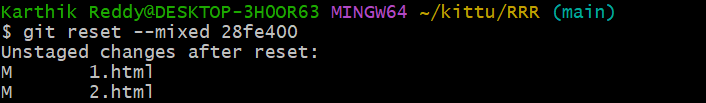 Karthik Reddy@DESKTOP-3HOOR63 MINGW64 ~/kittu/RRR (main)
$ git reset --mixed 28fe400
Unstaged changes after reset:
M       1.html
M       2.html